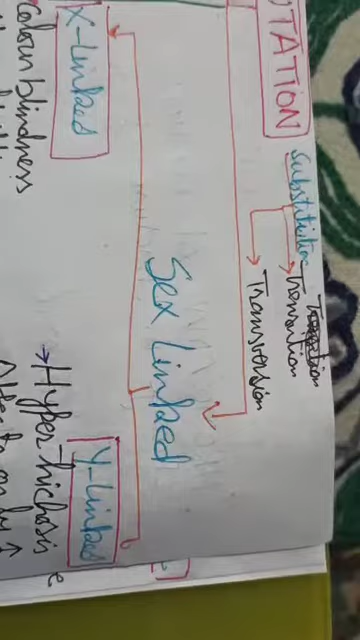 TATION
Substitution
Transition
Transversion
Sex Linked
X-Linked
Y-Linked
Colour blindness
→ Hypertrichosis